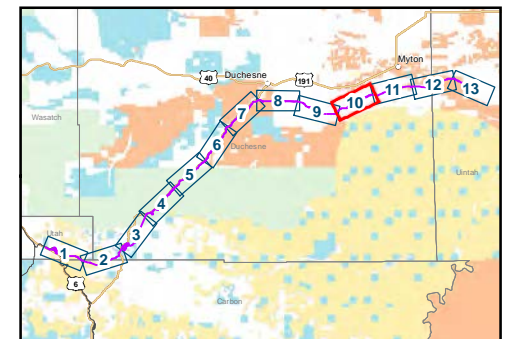 Myton
40
Duchesne
191
8
9
10
11
12
13
Wasatch
7
6
Duchesne
5
Uintah
4
3
Utah
1
2
6
Carbon